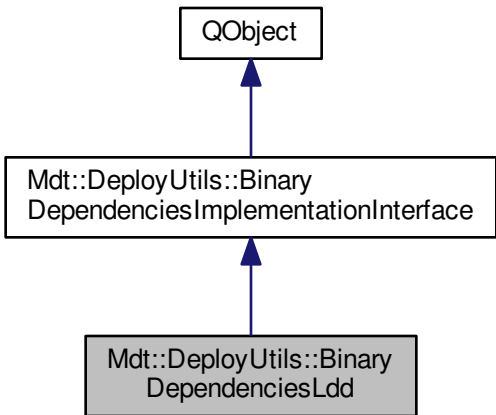 QObject
Mdt::DeployUtils::Binary
DependenciesImplementationInterface
Mdt::DeployUtils::Binary
DependenciesLdd